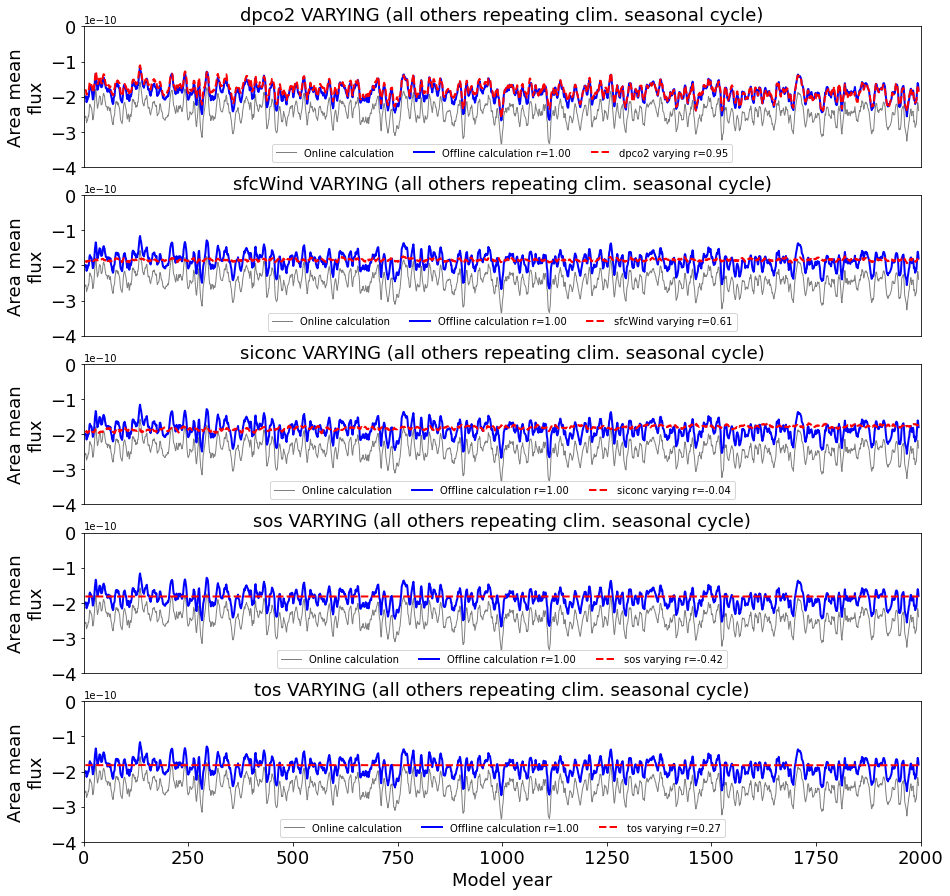 dpco2 VARYING (all others repeating clim. seasonal cycle)
1e−10
0
−1
−2
−3
−4
Area mean
flux
Online calculation
Offline calculation r=1.00
dpco2 varying r=0.95
sfcWind VARYING (all others repeating clim. seasonal cycle)
1e−10
0
−1
−2
−3
−4
Area mean
flux
Online calculation
Offline calculation r=1.00
sfcWind varying r=0.61
siconc VARYING (all others repeating clim. seasonal cycle)
1e−10
0
−1
−2
−3
−4
Area mean
flux
Online calculation
Offline calculation r=1.00
siconc varying r=-0.04
sos VARYING (all others repeating clim. seasonal cycle)
1e−10
0
−1
−2
−3
−4
Area mean
flux
Online calculation
Offline calculation r=1.00
sos varying r=-0.42
tos VARYING (all others repeating clim. seasonal cycle)
1e−10
0
−1
−2
−3
−4
Area mean
flux
Online calculation
Offline calculation r=1.00
tos varying r=0.27
0 250 500 750 1000 1250 1500 1750 2000
Model year